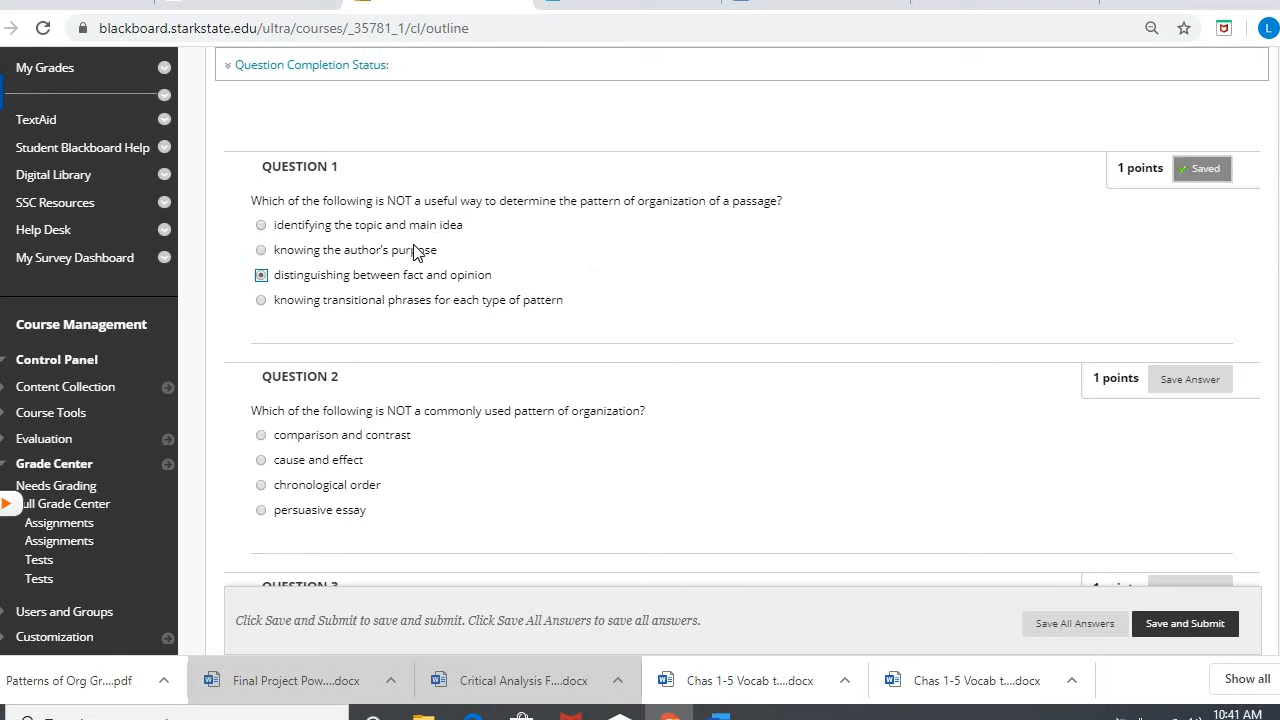 blackboard.starkstate.edu/ultra/courses/_35781_1/cl/outline
L
My Grades
TextAid
Student Blackboard Help
Digital Library
SSC Resources
Help Desk
My Survey Dashboard
Course Management
Control Panel
Content Collection
Course Tools
Evaluation
Grade Center
Needs Grading
ull Grade Center
Assignments
Assignments
Tests
Tests
Users and Groups
Customization
Question Completion Status:
QUESTION 1
1 points Saved
Which of the following is NOT a useful way to determine the pattern of organization of a passage?
identifying the topic and main idea
knowing the author's purpose
distinguishing between fact and opinion
knowing transitional phrases for each type of pattern
QUESTION 2
1 points Save Answer
Which of the following is NOT a commonly used pattern of organization?
comparison and contrast
cause and effect
chronological order
persuasive essay
QUESTION 3
1 points
Click Save and Submit to save and submit. Click Save All Answers to save all answers.
Save All Answers Save and Submit
Patterns of Org Gr....pdf Final Project Pow....docx Critical Analysis F....docx Chas 1-5 Vocab t....docx Chas 1-5 Vocab t....docx Show all
10:41 AM